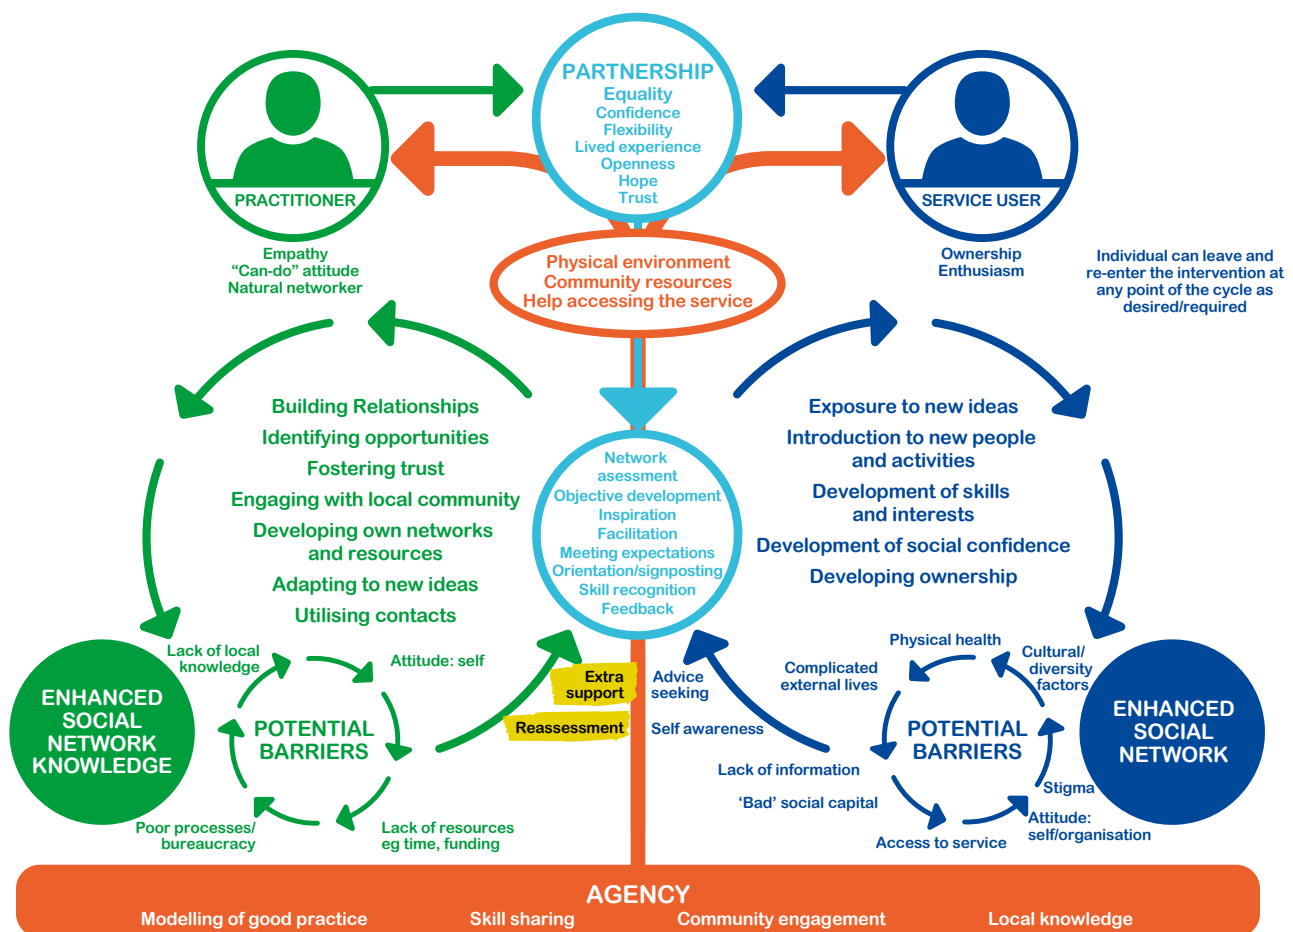 PARTNERSHIP
Equality
Confidence
Flexibility
Lived experience
Openness
Hope
Trust
PRACTITIONER
Empathy
“Can-do” attitude
Natural networker
SERVICE USER
Ownership
Enthusiasm
Individual can leave and
re-enter the intervention at
any point of the cycle as
desired/required
Physical environment
Community resources
Help accessing the service
Building Relationships
Identifying opportunities
Fostering trust
Engaging with local community
Developing own networks
and resources
Adapting to new ideas
Utilising contacts
Network
asessment
Objective development
Inspiration
Facilitation
Meeting expectations
Orientation/signposting
Skill recognition
Feedback
Exposure to new ideas
Introduction to new people
and activities
Development of skills
and interests
Development of social confidence
Developing ownership
ENHANCED
SOCIAL
NETWORK
KNOWLEDGE
Lack of local
knowledge
Attitude: self
POTENTIAL
BARRIERS
Poor processes/
bureaucracy
Lack of resources
eg time, funding
Extra
support
Reassessment
Advice
seeking
Self awareness
Physical health
Complicated
external lives
Cultural/
diversity
factors
POTENTIAL
BARRIERS
Lack of information
‘Bad’ social capital
Access to service
Stigma
Attitude:
self/organisation
ENHANCED
SOCIAL
NETWORK
AGENCY
Modelling of good practice
Skill sharing
Community engagement
Local knowledge